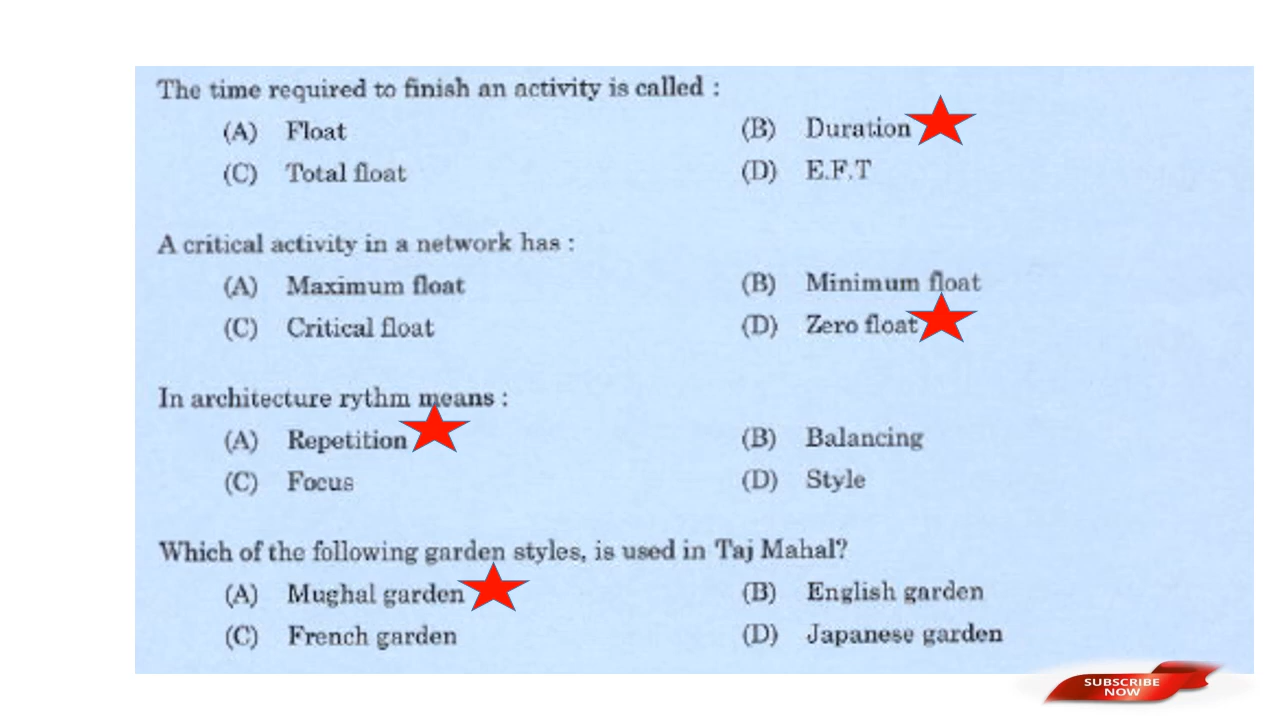 The time required to finish an activity is called :
(A) Float (B) Duration
(C) Total float (D) E.F.T
A critical activity in a network has :
(A) Maximum float (B) Minimum float
(C) Critical float (D) Zero float
In architecture rythm means :
(A) Repetition (B) Balancing
(C) Focus (D) Style
Which of the following garden styles, is used in Taj Mahal?
(A) Mughal garden (B) English garden
(C) French garden (D) Japanese garden
SUBSCRIBE
NOW